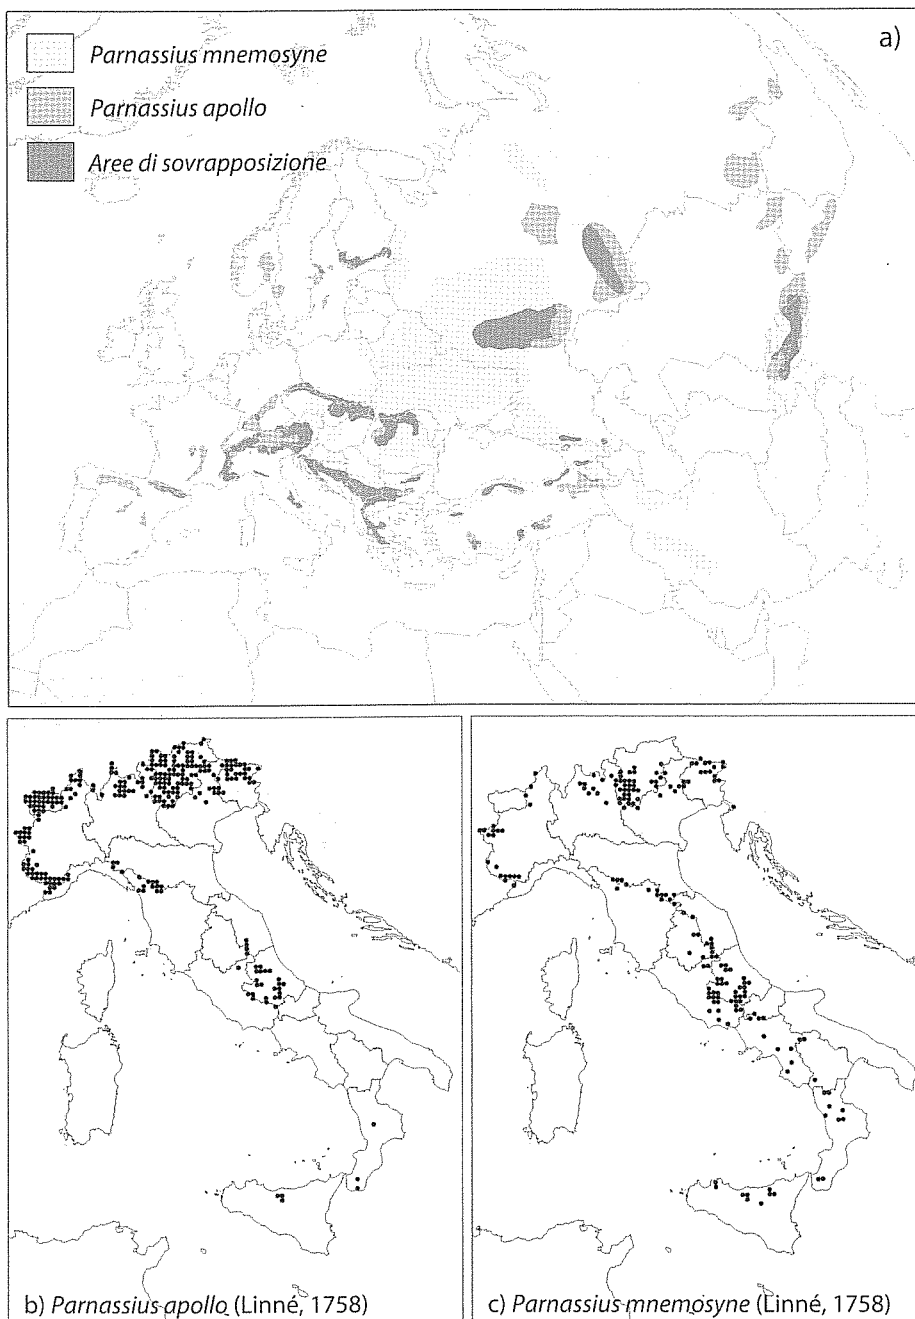 a)
Parnassius mnemosyne
Parnassius apollo
Aree di sovrapposizione
b) Parnassius apollo (Linné, 1758)
c) Parnassius mnemosyne (Linné, 1758)